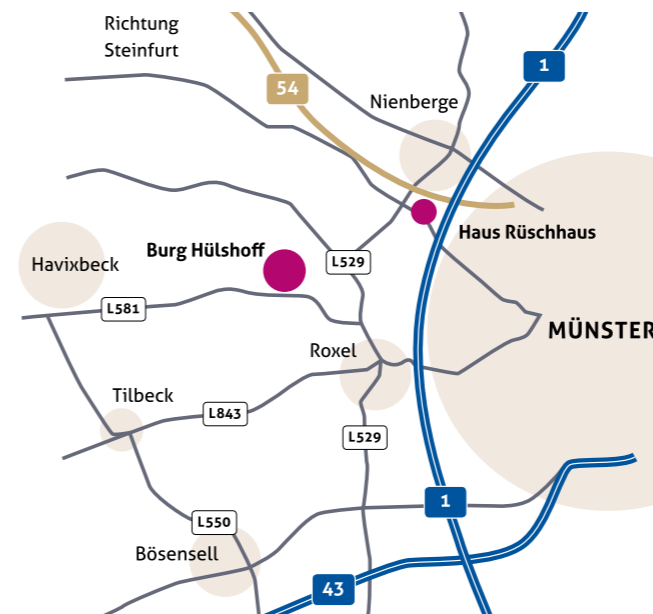 Richtung
Steinfurt
1
54
Nienberge
Haus Rüschhaus
Burg Hülshoff
L529
Havixbeck
L581
MÜNSTER
Roxel
Tilbeck
L843
L529
1
L550
Bösensell
43